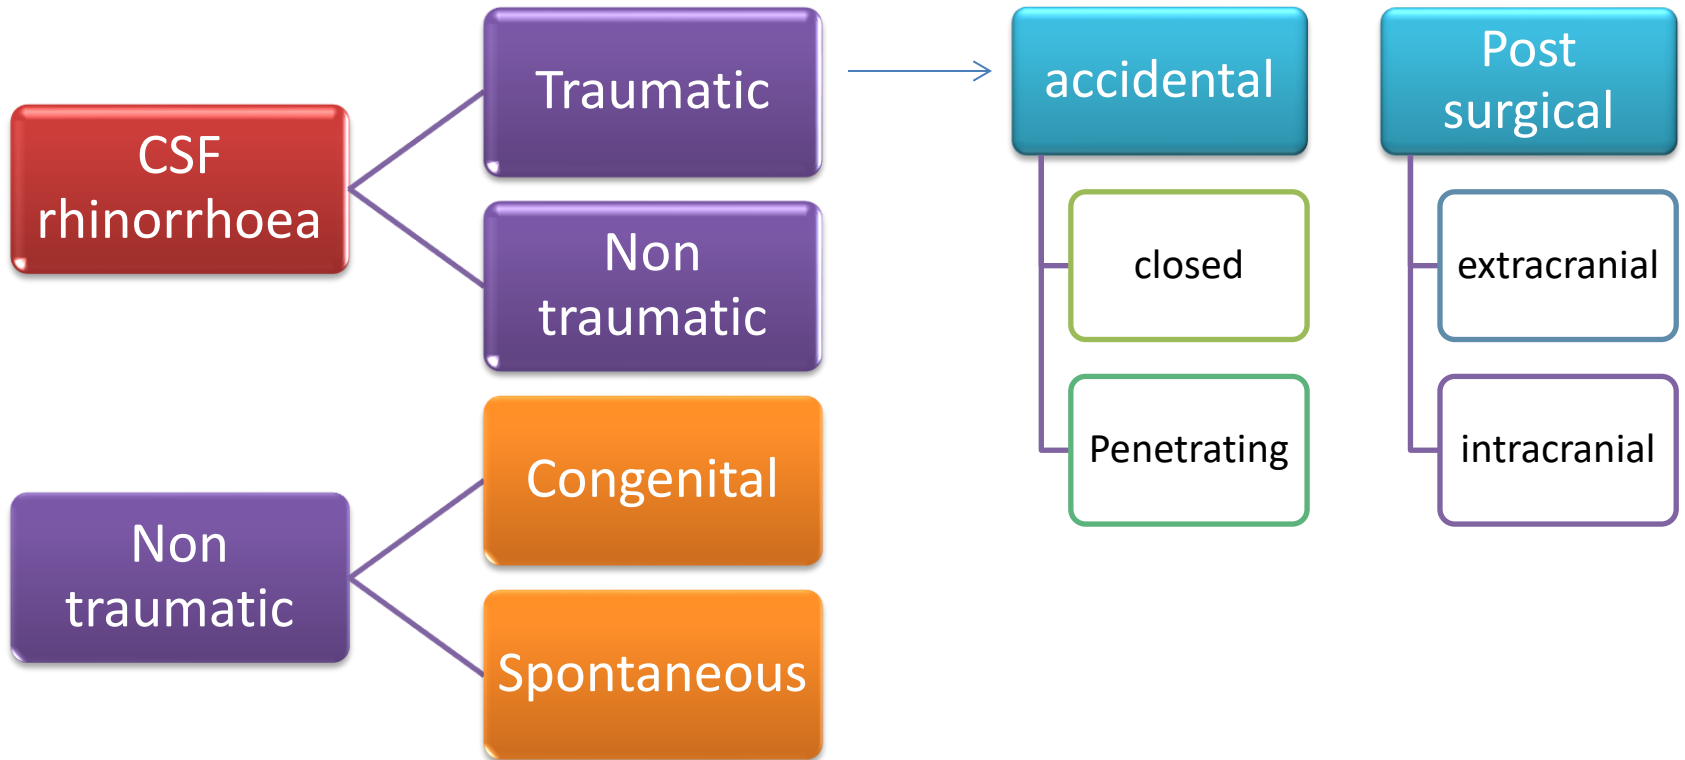 CSF
rhinorrhoea
Traumatic
Non
traumatic
accidental
closed
Penetrating
Post
surgical
extracranial
intracranial
Non
traumatic
Congenital
Spontaneous